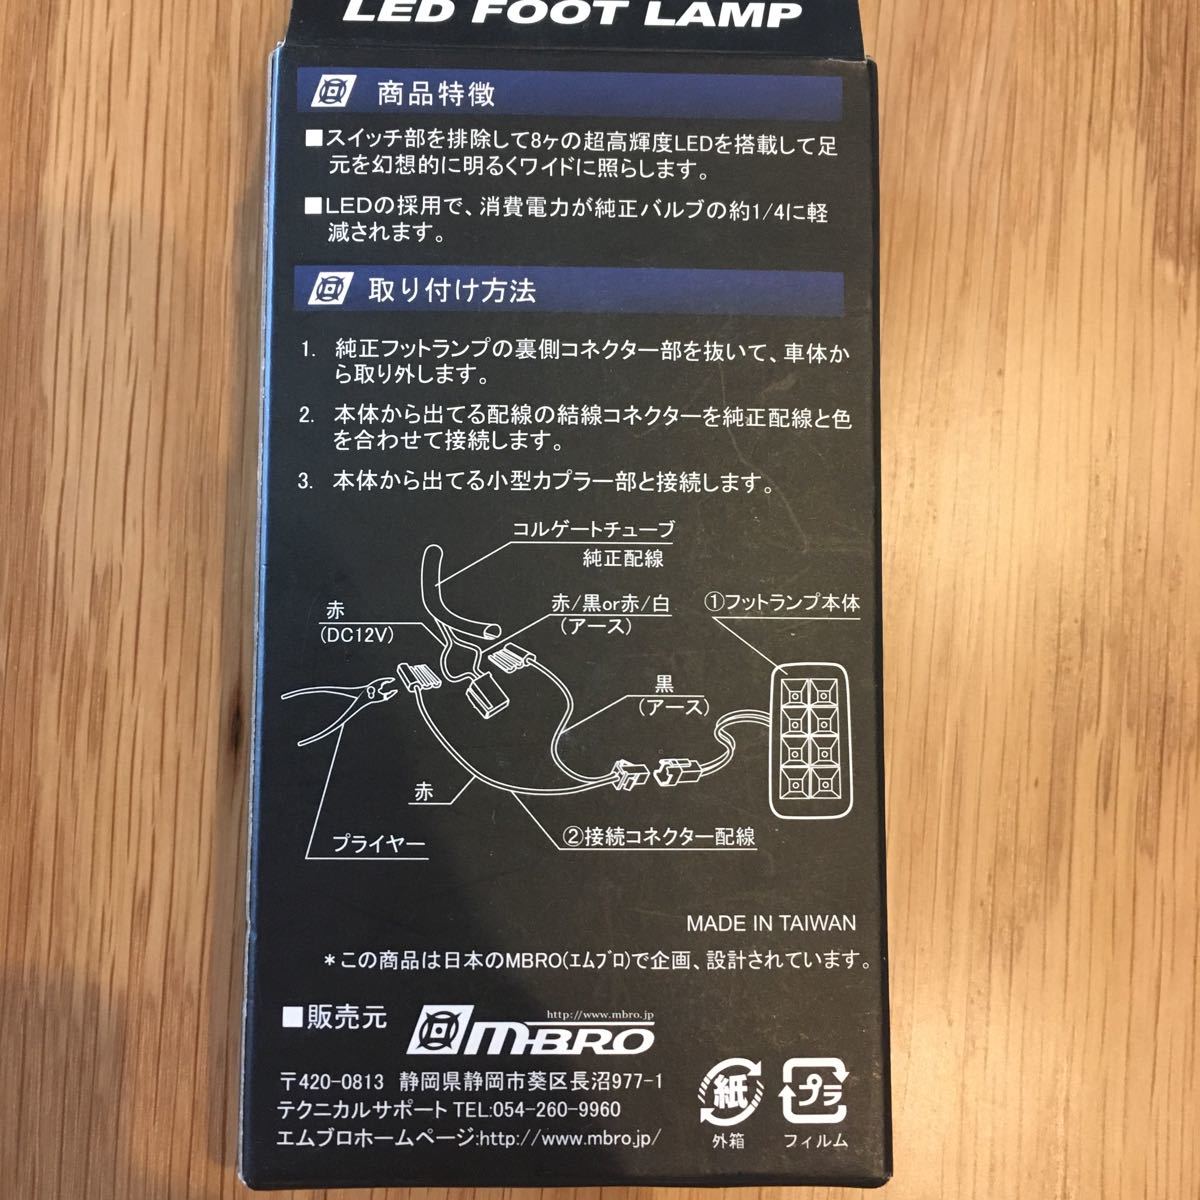 LED FOOT LAMP
商品特徴
■スイッチ部を排除して8ヶの超高輝度LEDを搭載して足
元を幻想的に明るくワイドに照らします。
■LEDの採用で、消費電力が純正バルブの約1/4に軽
減されます。
取り付け方法
1. 純正フットランプの裏側コネクター部を抜いて、車体か
ら取り外します。
2. 本体から出てる配線の結線コネクターを純正配線と色
を合わせて接続します。
3. 本体から出てる小型カプラー部と接続します。
コルゲートチューブ
純正配線
赤
(DC12V)
赤/黒or赤/白
(アース)
①フットランプ本体
黒
(アース)
赤
プライヤー
②接続コネクター配線
MADE IN TAIWAN
*この商品は日本のMBRO(ｴﾑﾌﾞﾛ)で企画、設計されています。
■販売元
http://www.mbro.jp
M-BRO
〒420-0813 静岡県静岡市葵区長沼977-1
テクニカルサポート TEL:054-260-9960
エムブロホームページ:http://www.mbro.jp/
紙
外箱
プラ
フィルム